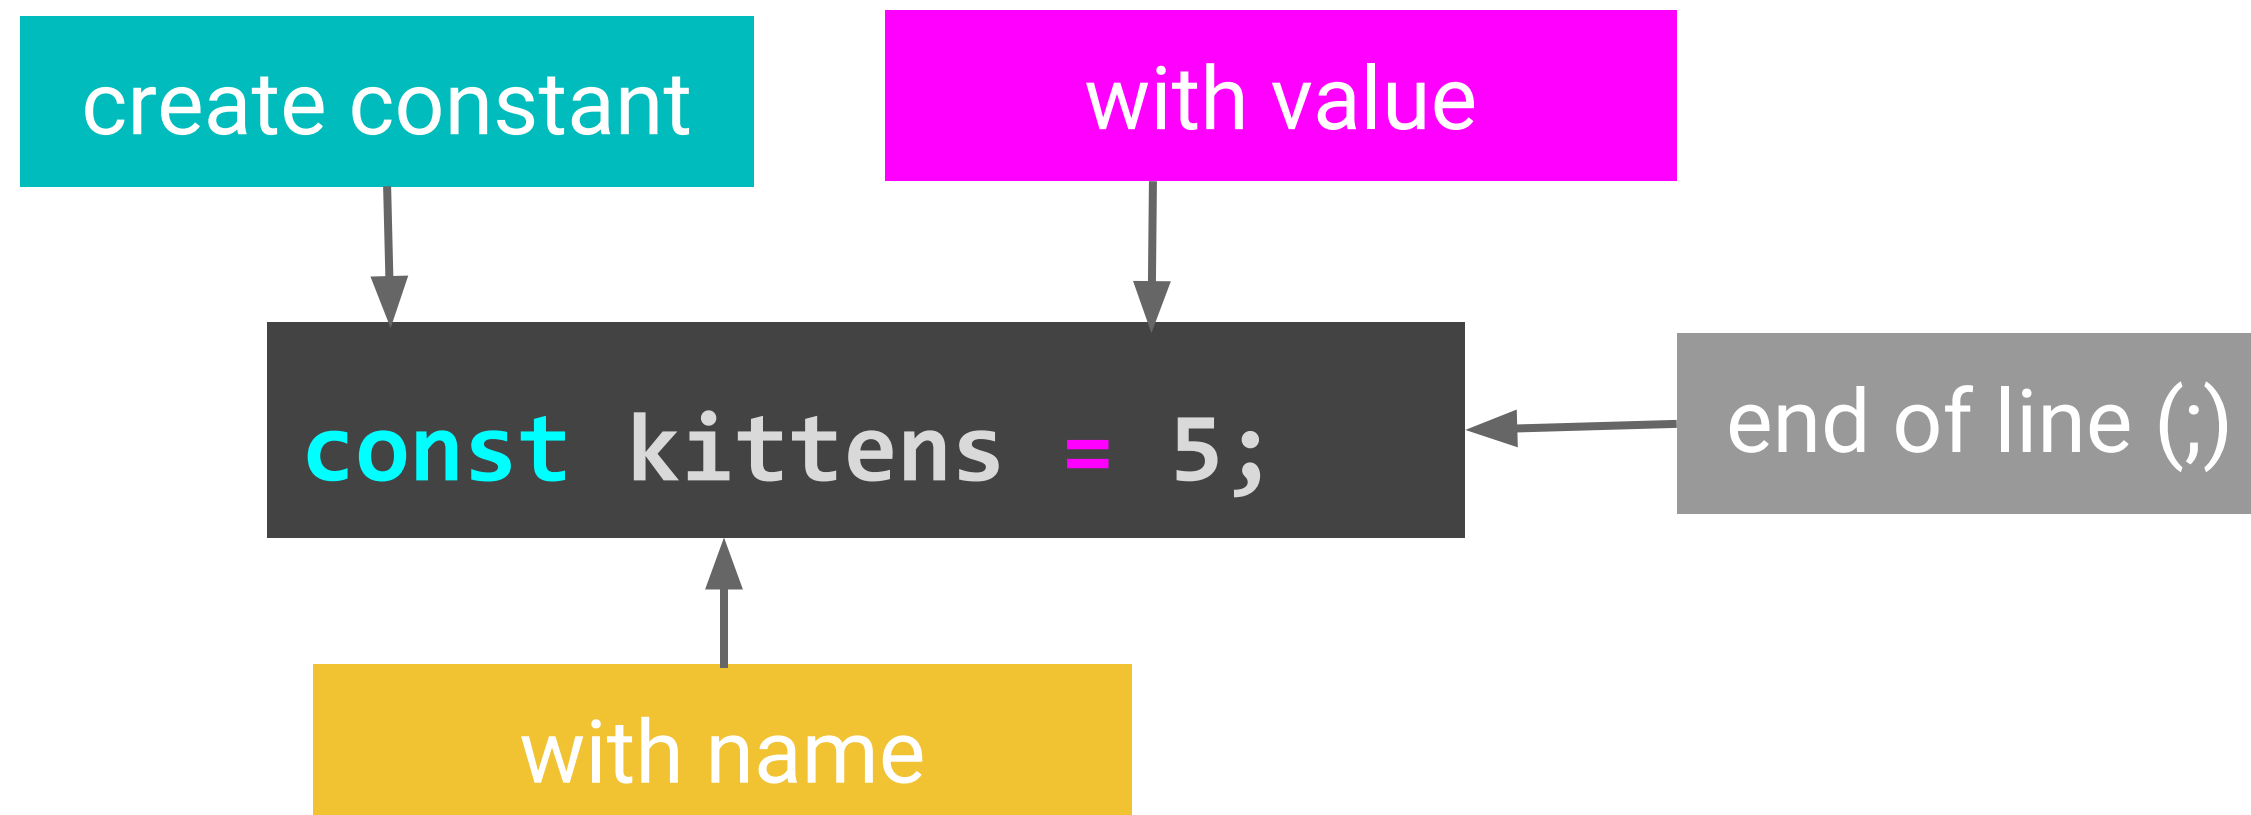 create constant
with value
const kittens = 5;
end of line (;)
with name